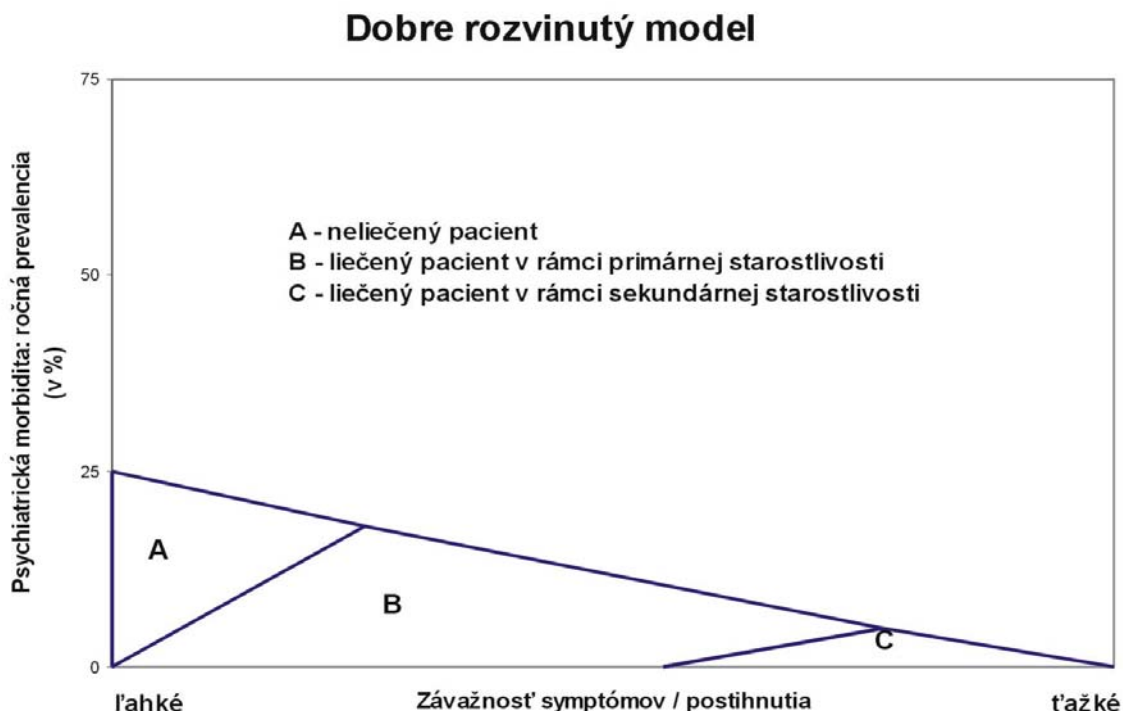 Dobre rozvinutý model
Psychiatrická morbidita: ročná prevalencia
(v %)
75
50
25
0
A - neliečený pacient
B - liečený pacient v rámci primárnej starostlivosti
C - liečený pacient v rámci sekundárnej starostlivosti
A
B
C
ľahké
Závažnosť symptómov / postihnutia
ťažké